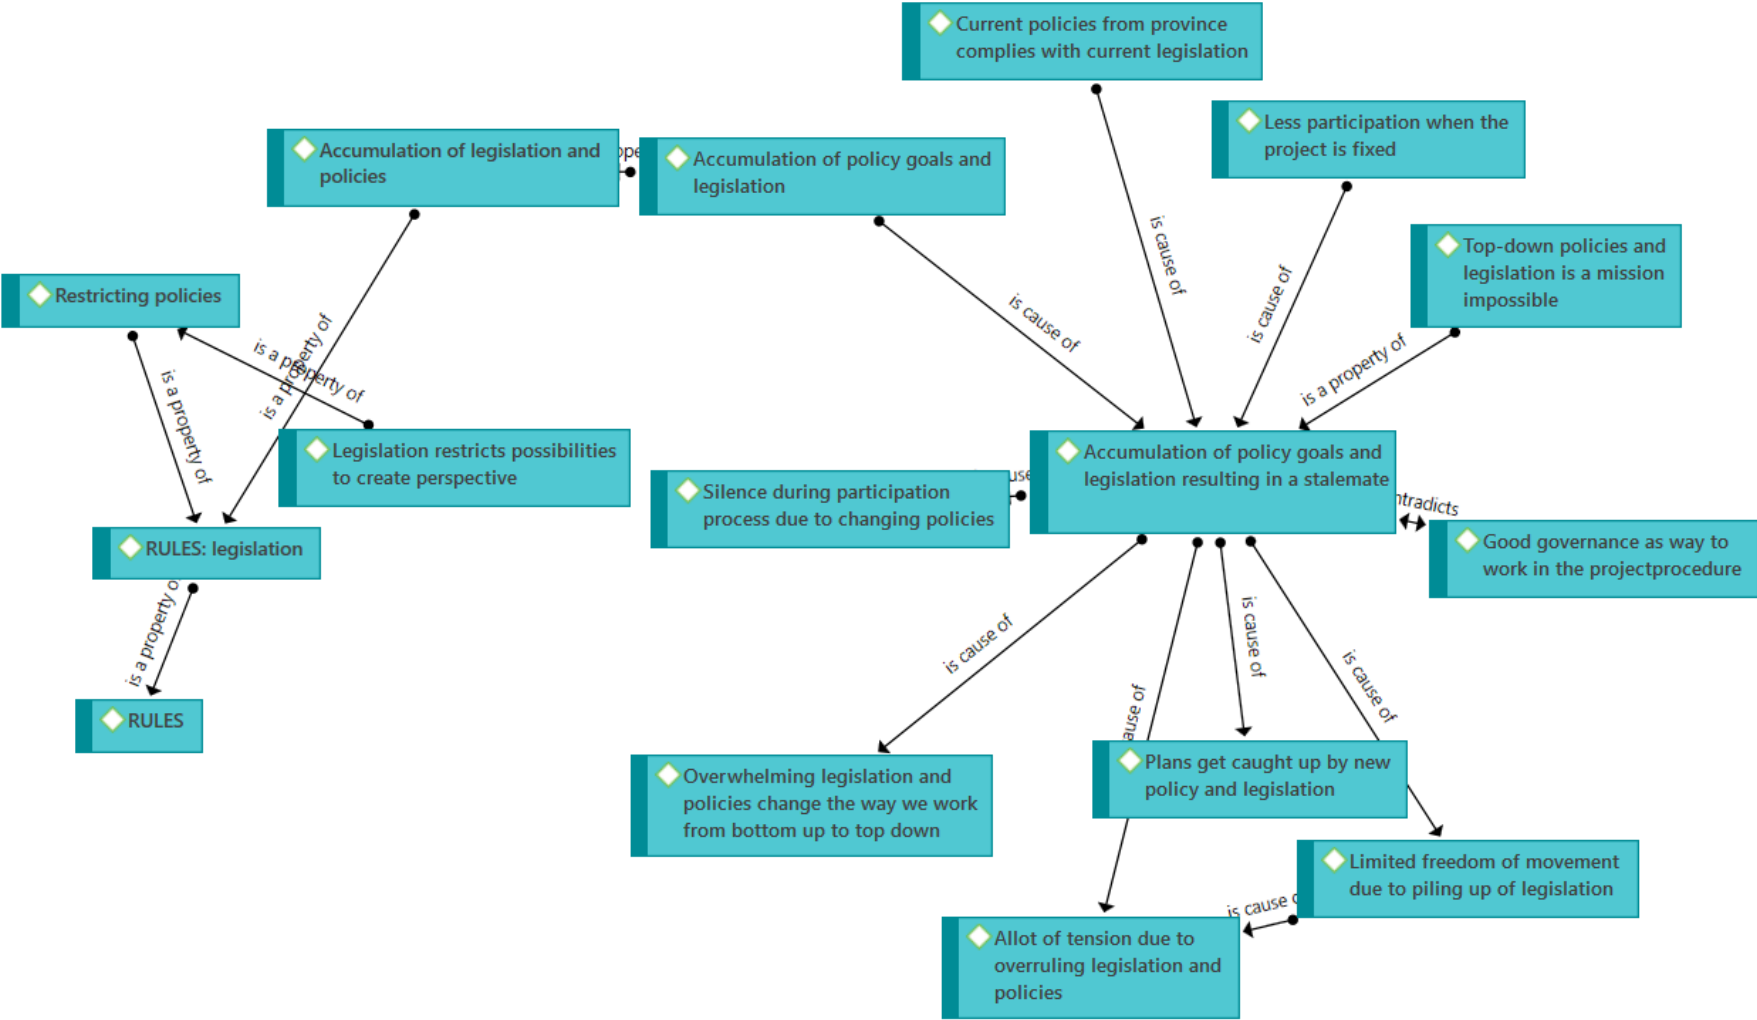 Current policies from province
complies with current legislation
Less participation when the
project is fixed
Accumulation of legislation and
policies
Accumulation of policy goals and
legislation
is cause of
is cause of
is cause of
Top-down policies and
legislation is a mission
impossible
Restricting policies
is a property of
is a property of
is a property of
is cause of
is a property of
Legislation restricts possibilities
to create perspective
Accumulation of policy goals and
legislation resulting in a stalemate
Silence during participation
process due to changing policies
Good governance as way to
work in the projectprocedure
RULES: legislation
is a property o
RULES
is cause of
is cause of
is cause of
Overwhelming legislation and
policies change the way we work
from bottom up to top down
Plans get caught up by new
policy and legislation
Limited freedom of movement
due to piling up of legislation
is cause
Allot of tension due to
overruling legislation and
policies